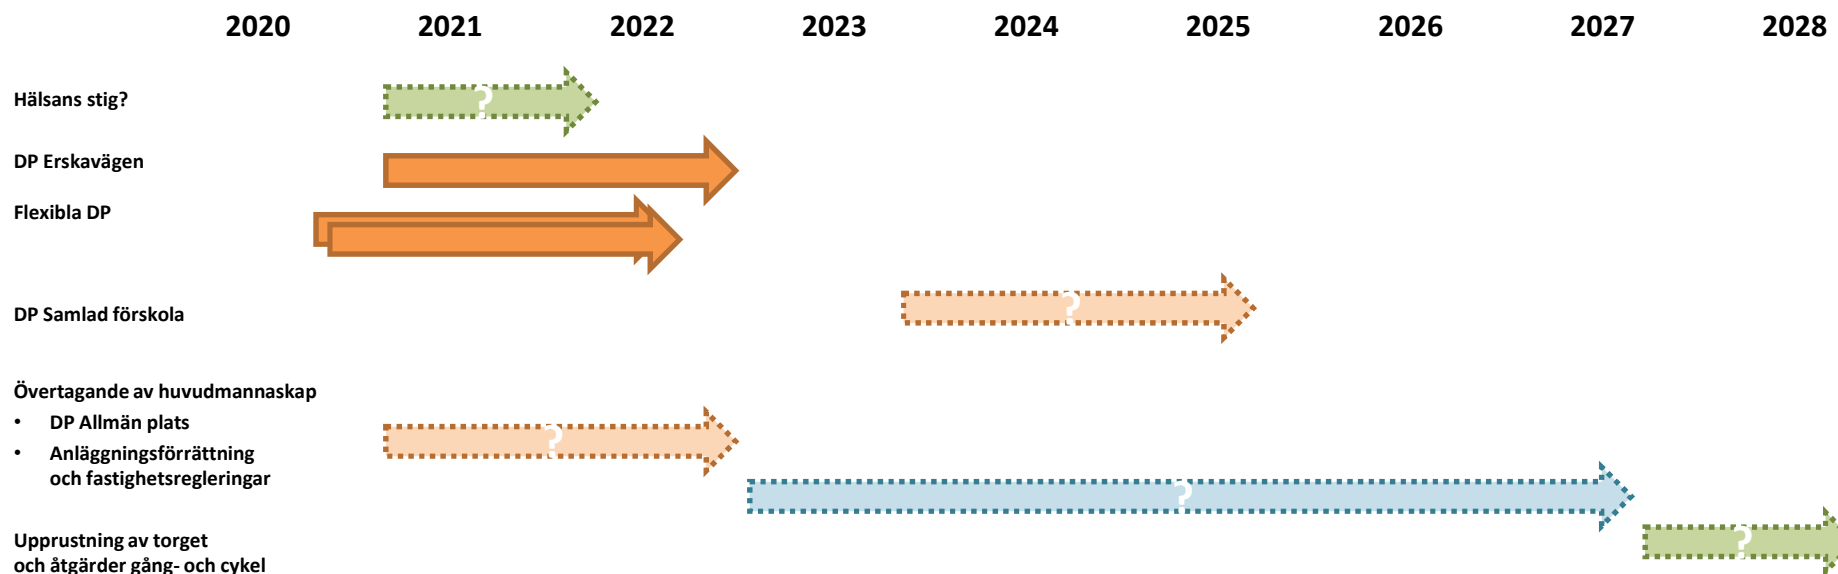 2020 2021 2022 2023 2024 2025 2026 2027 2028
Hälsans stig?
?
DP Erskavägen
Flexibla DP
DP Samlad förskola
?
Övertagande av huvudmannaskap
• DP Allmän plats
?
• Anläggningsförrättning
och fastighetsregleringar
?
Upprustning av torget
och åtgärder gång- och cykel
?